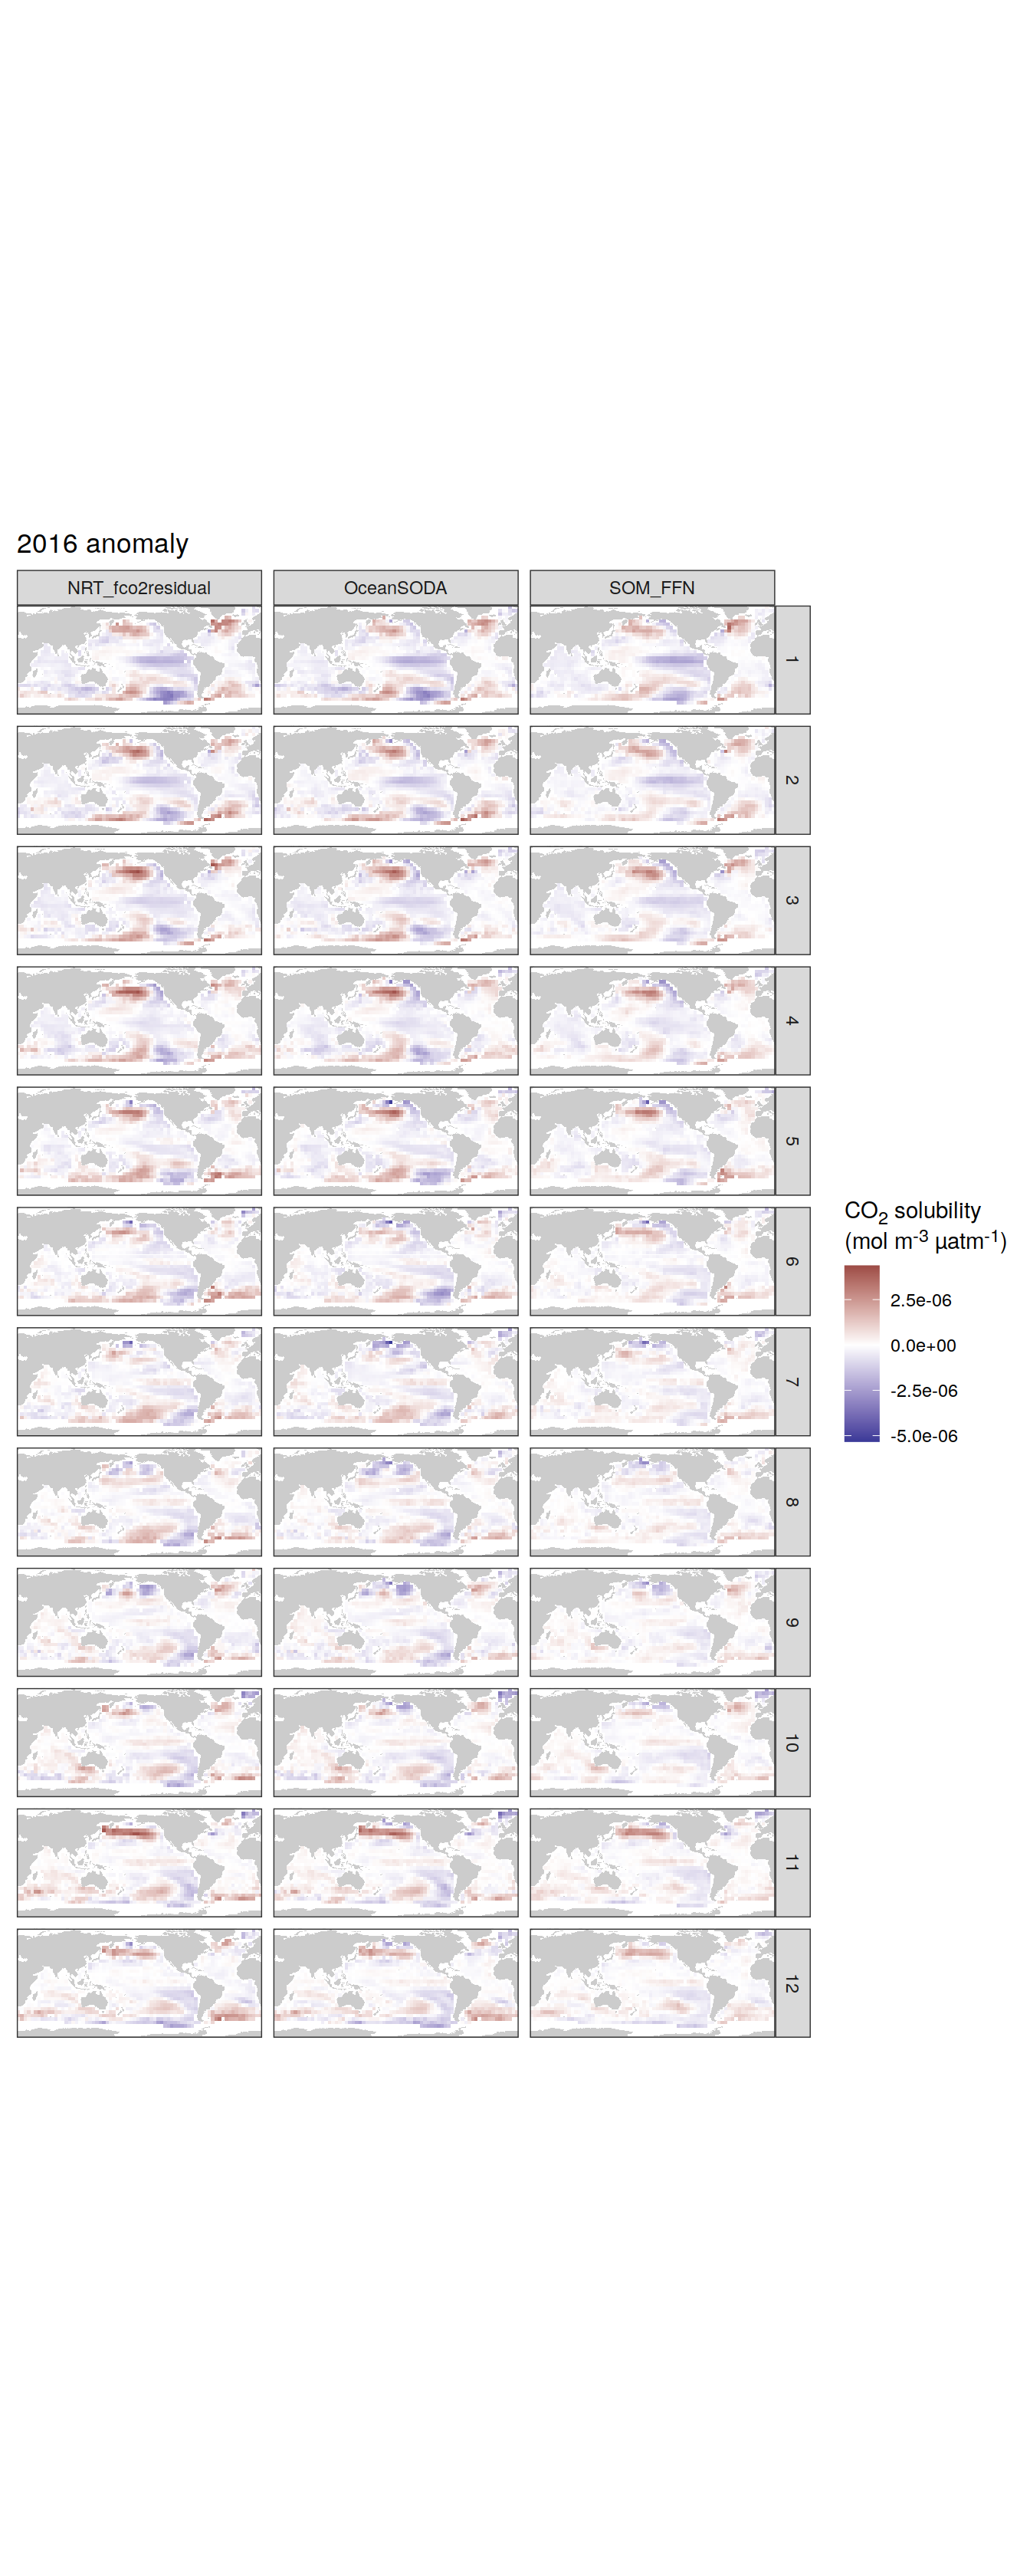 2016 anomaly
NRT_fco2residual OceanSODA SOM_FFN
1
2
3
4
5
6
7
8
9
10
11
12
CO₂ solubility
(mol m⁻³ µatm⁻¹)
2.5e-06
0.0e+00
-2.5e-06
-5.0e-06